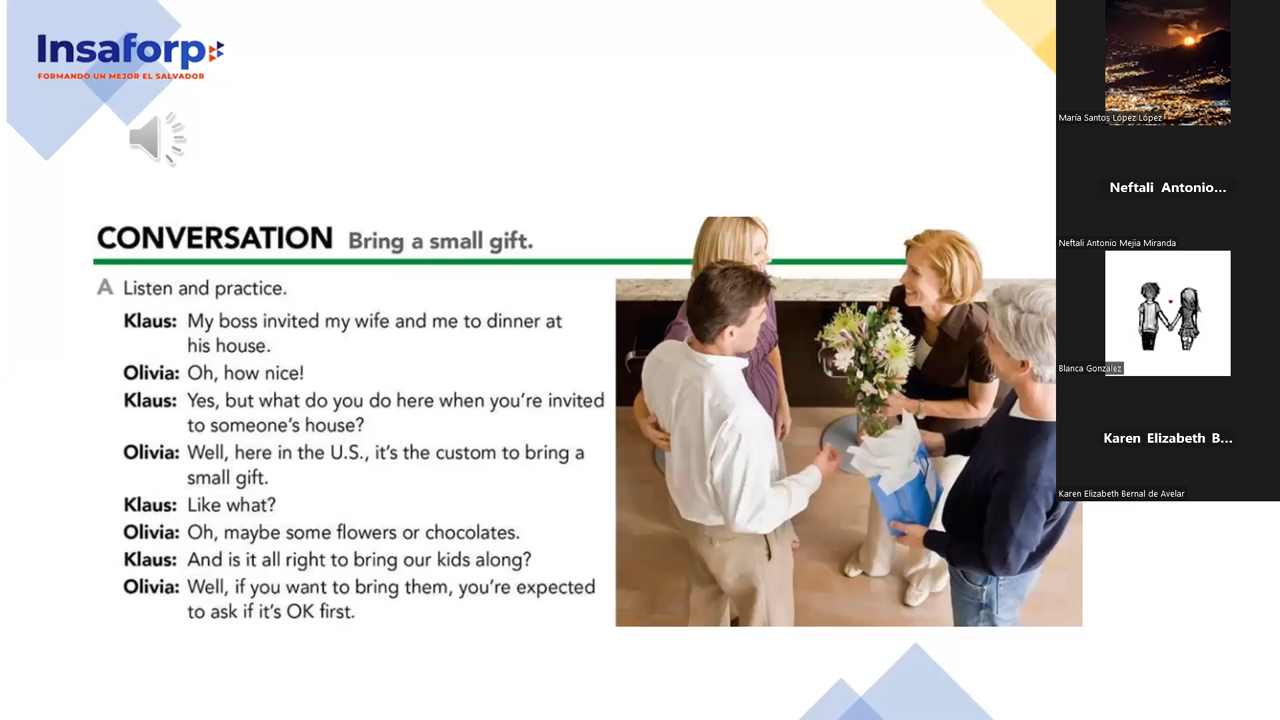 Insaforp
FORMANDO UN MEJOR EL SALVADOR
CONVERSATION Bring a small gift.
A Listen and practice.
Klaus: My boss invited my wife and me to dinner at
his house.
Olivia: Oh, how nice!
Klaus: Yes, but what do you do here when you're invited
to someone's house?
Olivia: Well, here in the U.S., it's the custom to bring a
small gift.
Klaus: Like what?
Olivia: Oh, maybe some flowers or chocolates.
Klaus: And is it all right to bring our kids along?
Olivia: Well, if you want to bring them, you're expected
to ask if it's OK first.
María Santos López López
Neftali Antonio...
Neftali Antonio Mejia Miranda
Blanca Gonzalez
Karen Elizabeth B...
Karen Elizabeth Bernal de Avelar